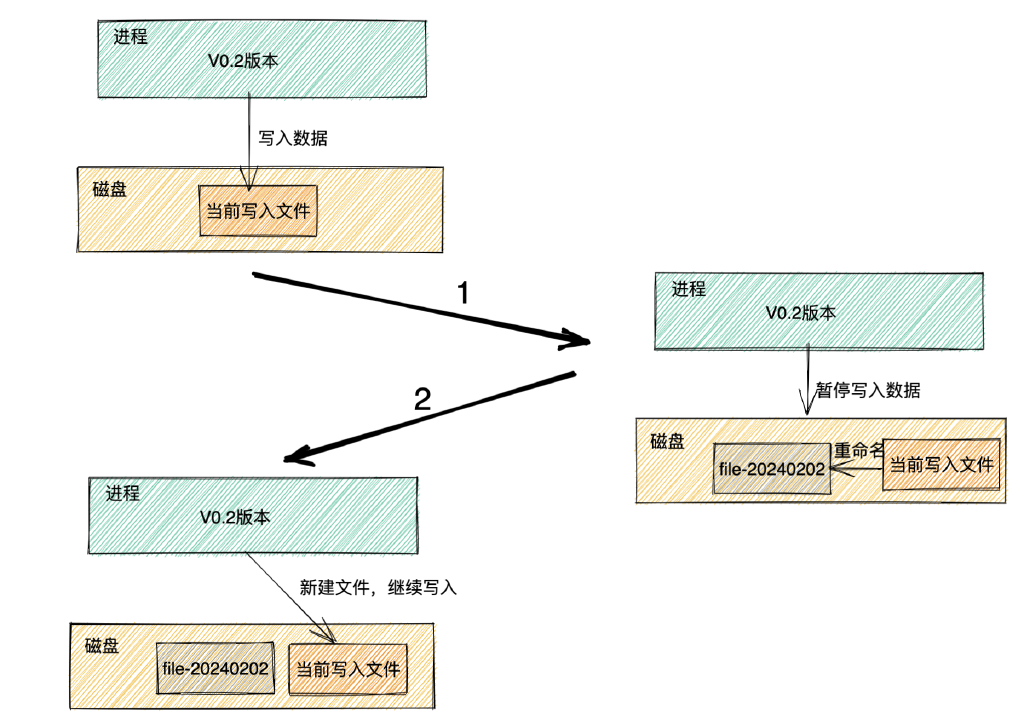 进程
V0.2版本
写入数据
磁盘
当前写入文件
1
进程
V0.2版本
暂停写入数据
磁盘
重命名
file-20240202
当前写入文件
2
进程
V0.2版本
新建文件，继续写入
磁盘
file-20240202
当前写入文件